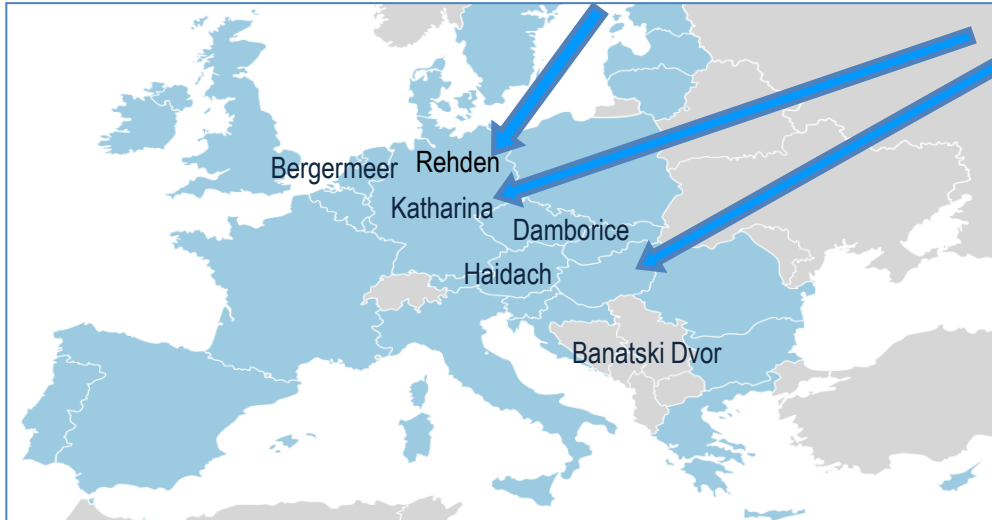 Bergermeer
Rehden
Katharina
Damborice
Haidach
Banatski Dvor